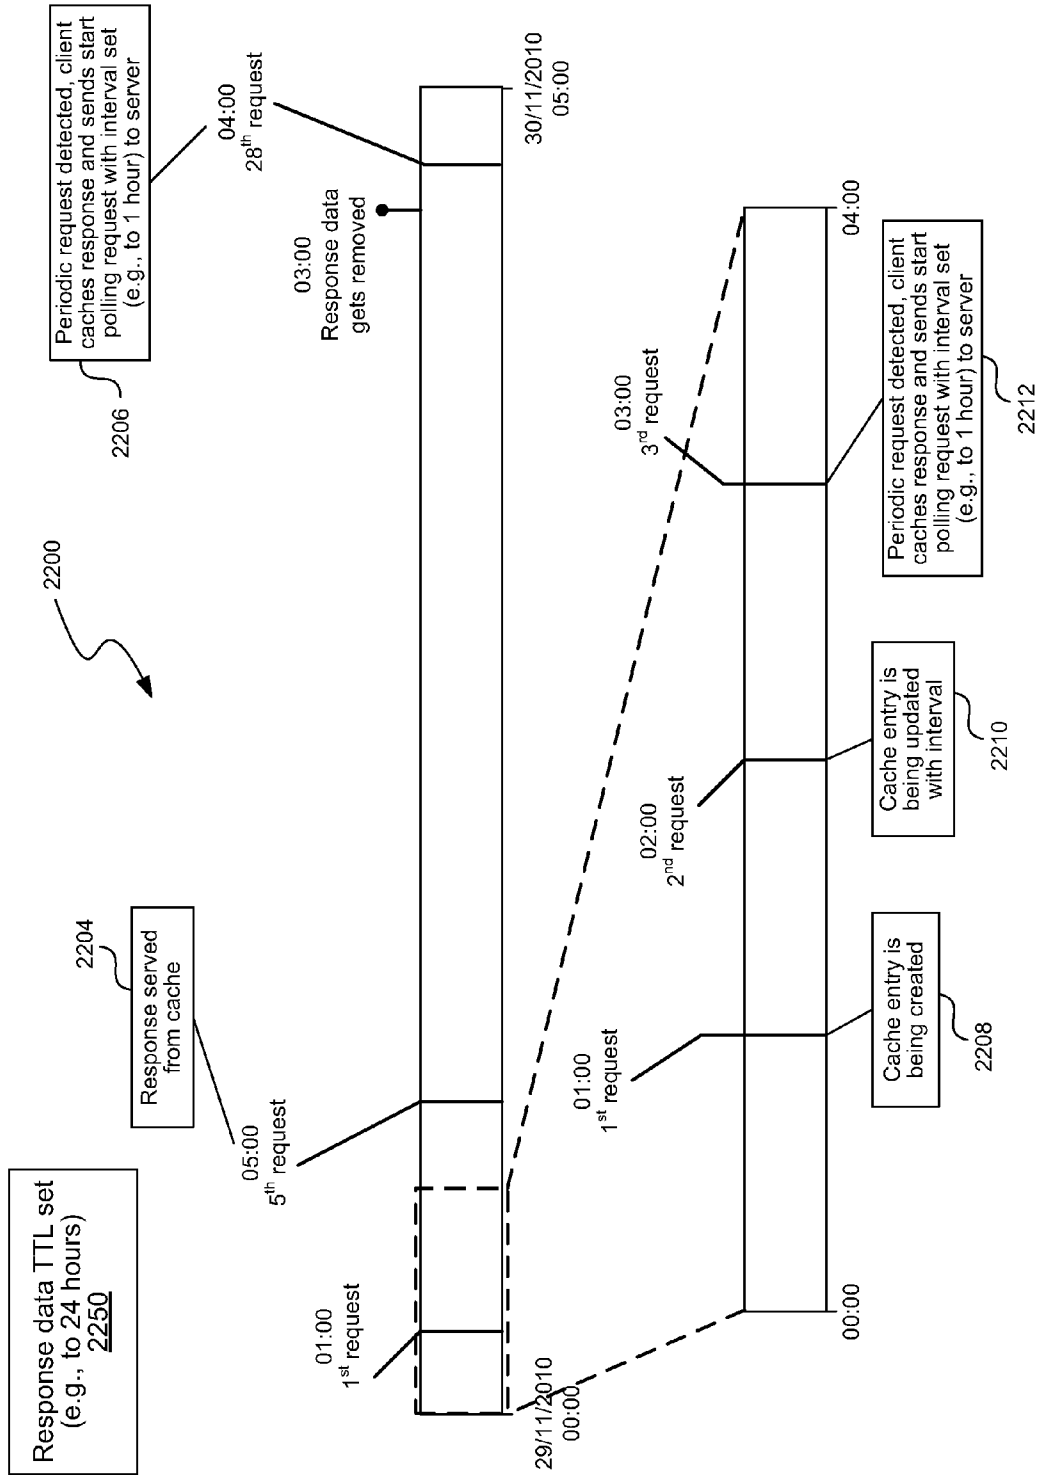 Response data TTL set
(e.g., to 24 hours)
2250
2204
Response served
from cache
2200
2206
Periodic request detected, client
caches response and sends start
polling request with interval set
(e.g., to 1 hour) to server
01:00
1st request
05:00
5th request
03:00
Response data
gets removed
04:00
28th request
29/11/2010
00:00
30/11/2010
05:00
01:00
1st request
02:00
2nd request
03:00
3rd request
00:00
04:00
Cache entry is
being created
2208
Cache entry is
being updated
with interval
2210
Periodic request detected, client
caches response and sends start
polling request with interval set
(e.g., to 1 hour) to server
2212